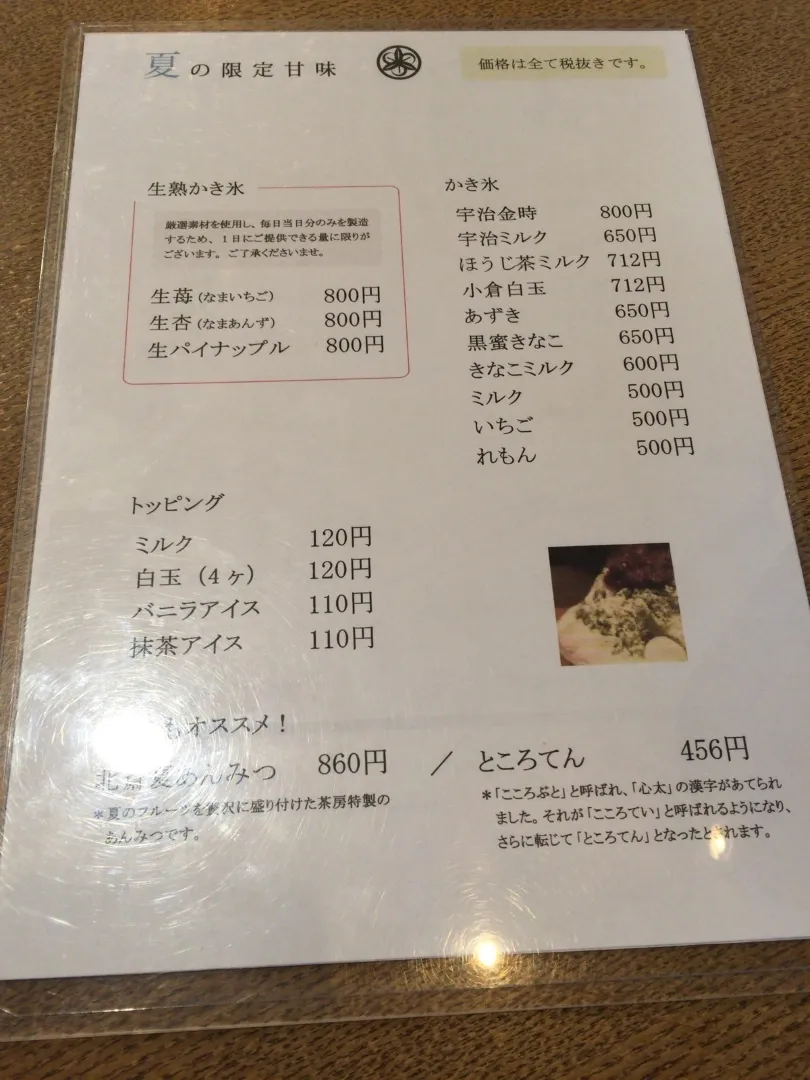 夏の限定甘味
価格は全て税抜きです。
生熟かき氷
厳選素材を使用し、毎日当日分のみを製造
するため、1日にご提供できる量に限りが
ございます。ご了承くださいませ。
生苺(なまいちご) 800円
生杏(なまあんず) 800円
生パイナップル 800円
かき氷
宇治金時 800円
宇治ミルク 650円
ほうじ茶ミルク 712円
小倉白玉 712円
あずき 650円
黒蜜きなこ 650円
きなこミルク 600円
ミルク 500円
いちご 500円
れもん 500円
トッピング
ミルク 120円
白玉(4ヶ) 120円
バニラアイス 110円
抹茶アイス 110円
もオススメ!
あんみつ 860円
*夏のフルーツを贅沢に盛り付けた茶房特製の
あんみつです。
/ ところてん 456円
*「こころぶと」と呼ばれ、「心太」の漢字があてられ
ました。それが「こころてい」と呼ばれるようになり、
さらに転じて「ところてん」となったとされます。